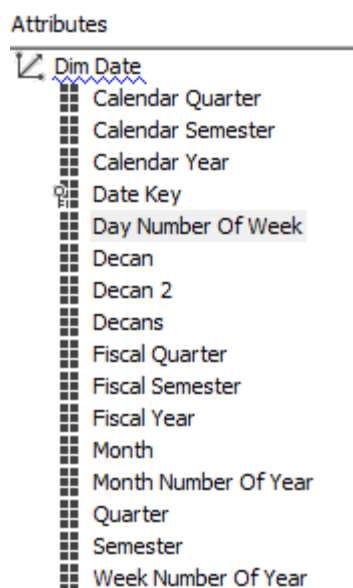 Attributes
Dim Date
Calendar Quarter
Calendar Semester
Calendar Year
Date Key
Day Number Of Week
Decan
Decan 2
Decans
Fiscal Quarter
Fiscal Semester
Fiscal Year
Month
Month Number Of Year
Quarter
Semester
Week Number Of Year